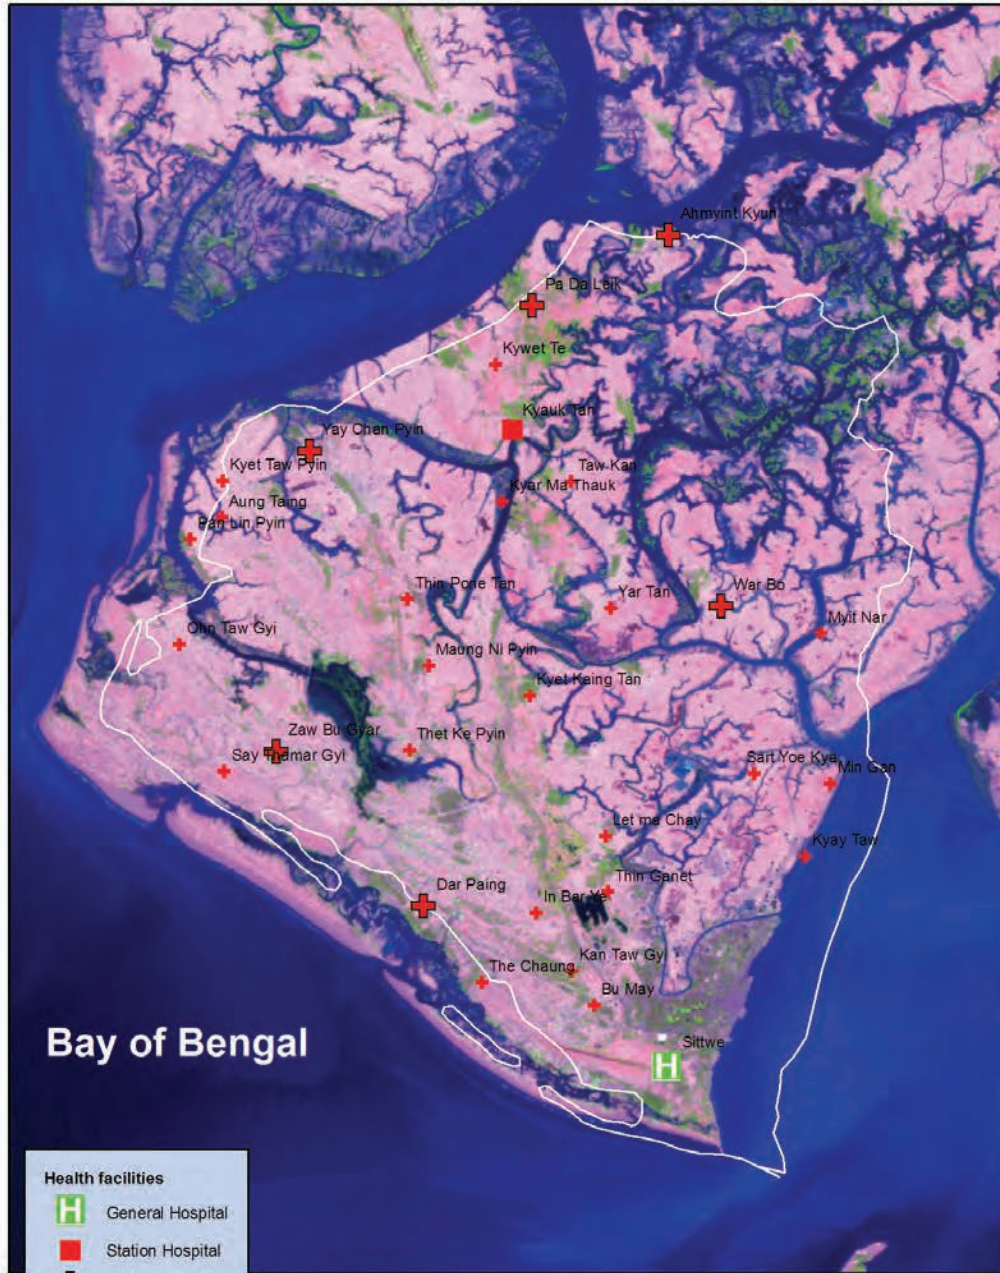 Ahmyint Kyun
Pa Da Leik
Kywet Te
Kyauk Tan
Yay Chan Pyin
Kyet Taw Pyin
Taw Kan
Kyar Ma Thauk
Aung Taing
Pan Lin Pyin
Thin Pone Tan
Yar Tan
War Bo
Myit Nar
Ohn Taw Gyi
Maung Ni Pyin
Kyet Kaing Tan
Zaw Bu Gyar
Thet Ke Pyin
Say Thamar Gyi
Sart Yoe Kya
Min Gan
Let ma Chay
Kyay Taw
Dar Paing
Thin Ganet
In Bar Ye
Kan Taw Gyi
The Chaung
Bu May
Bay of Bengal
Sittwe
H
Health facilities
H General Hospital
Station Hospital